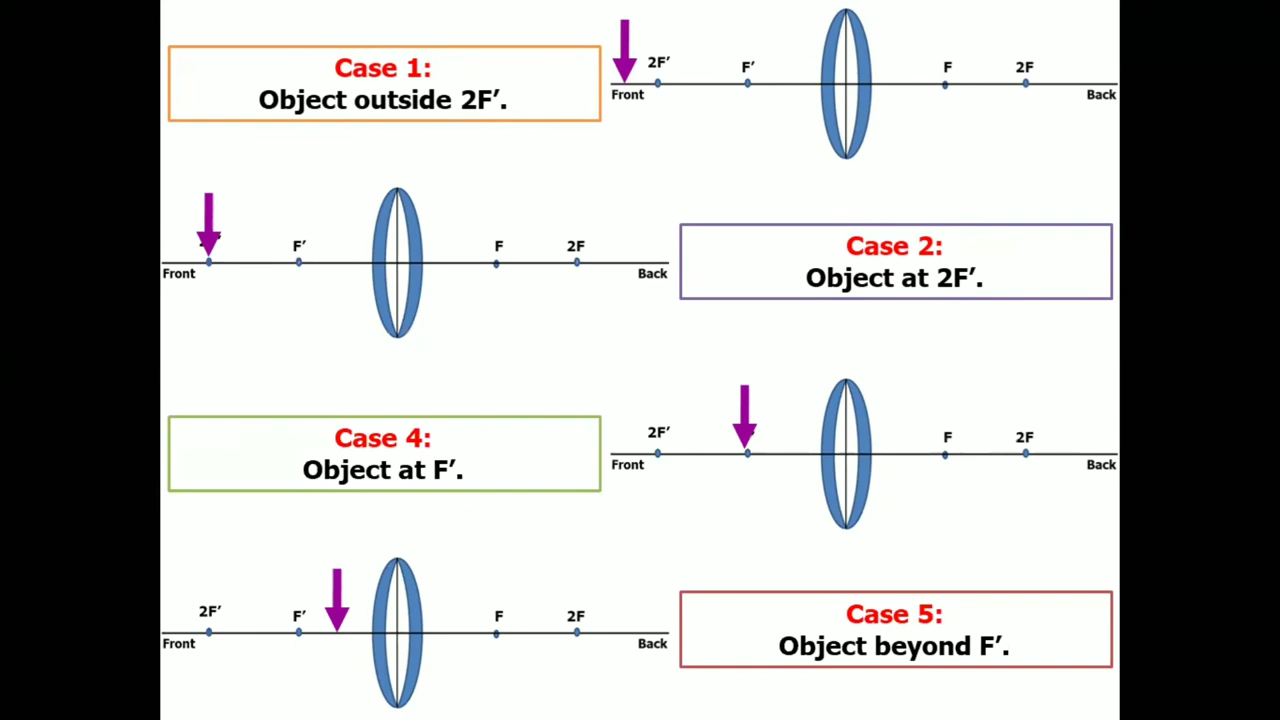 Case 1:
Object outside 2F′.
2F’
F’
F
2F
Front
Back
F’
F
2F
Front
Back
Case 2:
Object at 2F′.
Case 4:
Object at F′.
2F’
F
2F
Front
Back
2F’
F’
F
2F
Front
Back
Case 5:
Object beyond F′.